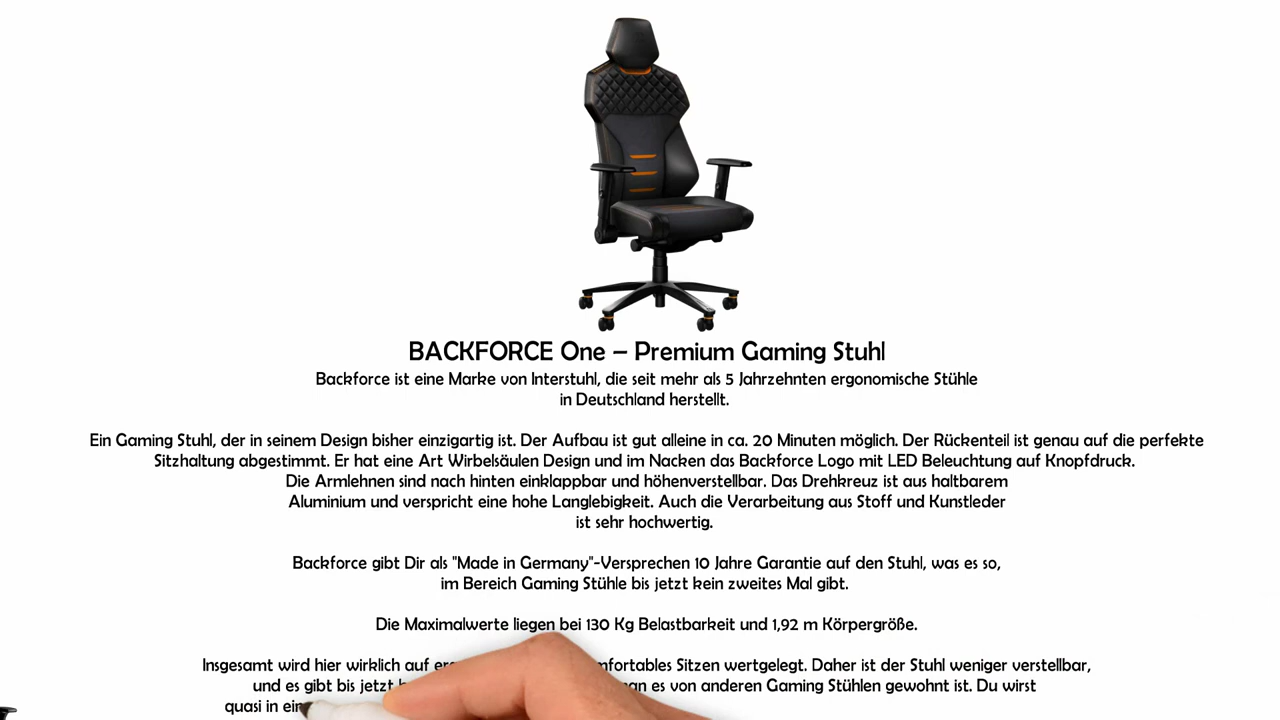 BACKFORCE One – Premium Gaming Stuhl
Backforce ist eine Marke von Interstuhl, die seit mehr als 5 Jahrzehnten ergonomische Stühle
in Deutschland herstellt.
Ein Gaming Stuhl, der in seinem Design bisher einzigartig ist. Der Aufbau ist gut alleine in ca. 20 Minuten möglich. Der Rückenteil ist genau auf die perfekte
Sitzhaltung abgestimmt. Er hat eine Art Wirbelsäulen Design und im Nacken das Backforce Logo mit LED Beleuchtung auf Knopfdruck.
Die Armlehnen sind nach hinten einklappbar und höhenverstellbar. Das Drehkreuz ist aus haltbarem
Aluminium und verspricht eine hohe Langlebigkeit. Auch die Verarbeitung aus Stoff und Kunstleder
ist sehr hochwertig.
Backforce gibt Dir als "Made in Germany"-Versprechen 10 Jahre Garantie auf den Stuhl, was es so,
im Bereich Gaming Stühle bis jetzt kein zweites Mal gibt.
Die Maximalwerte liegen bei 130 Kg Belastbarkeit und 1,92 m Körpergröße.
Insgesamt wird hier wirklich auf Sitzen wertgelegt. Daher ist der Stuhl weniger verstellbar,
und es gibt bis jetzt es von anderen Gaming Stühlen gewohnt ist. Du wirst
quasi in